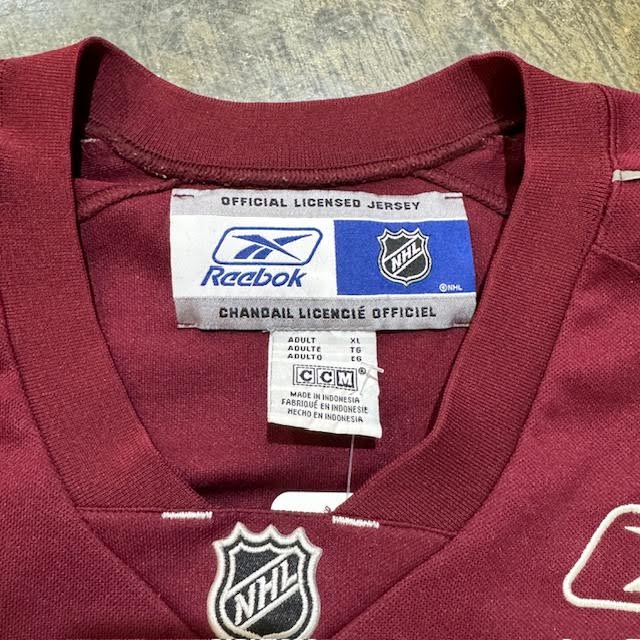 OFFICIAL LICENSED JERSEY
Reebok
NHL
®NHL
CHANDAIL LICENCIÉ OFFICIEL
ADULT XL
ADULTE TG
ADULTO EG
CCM®
MADE IN INDONESIA
FABRIQUÉ EN INDONESIE
HECHO EN INDONESIA
NHL